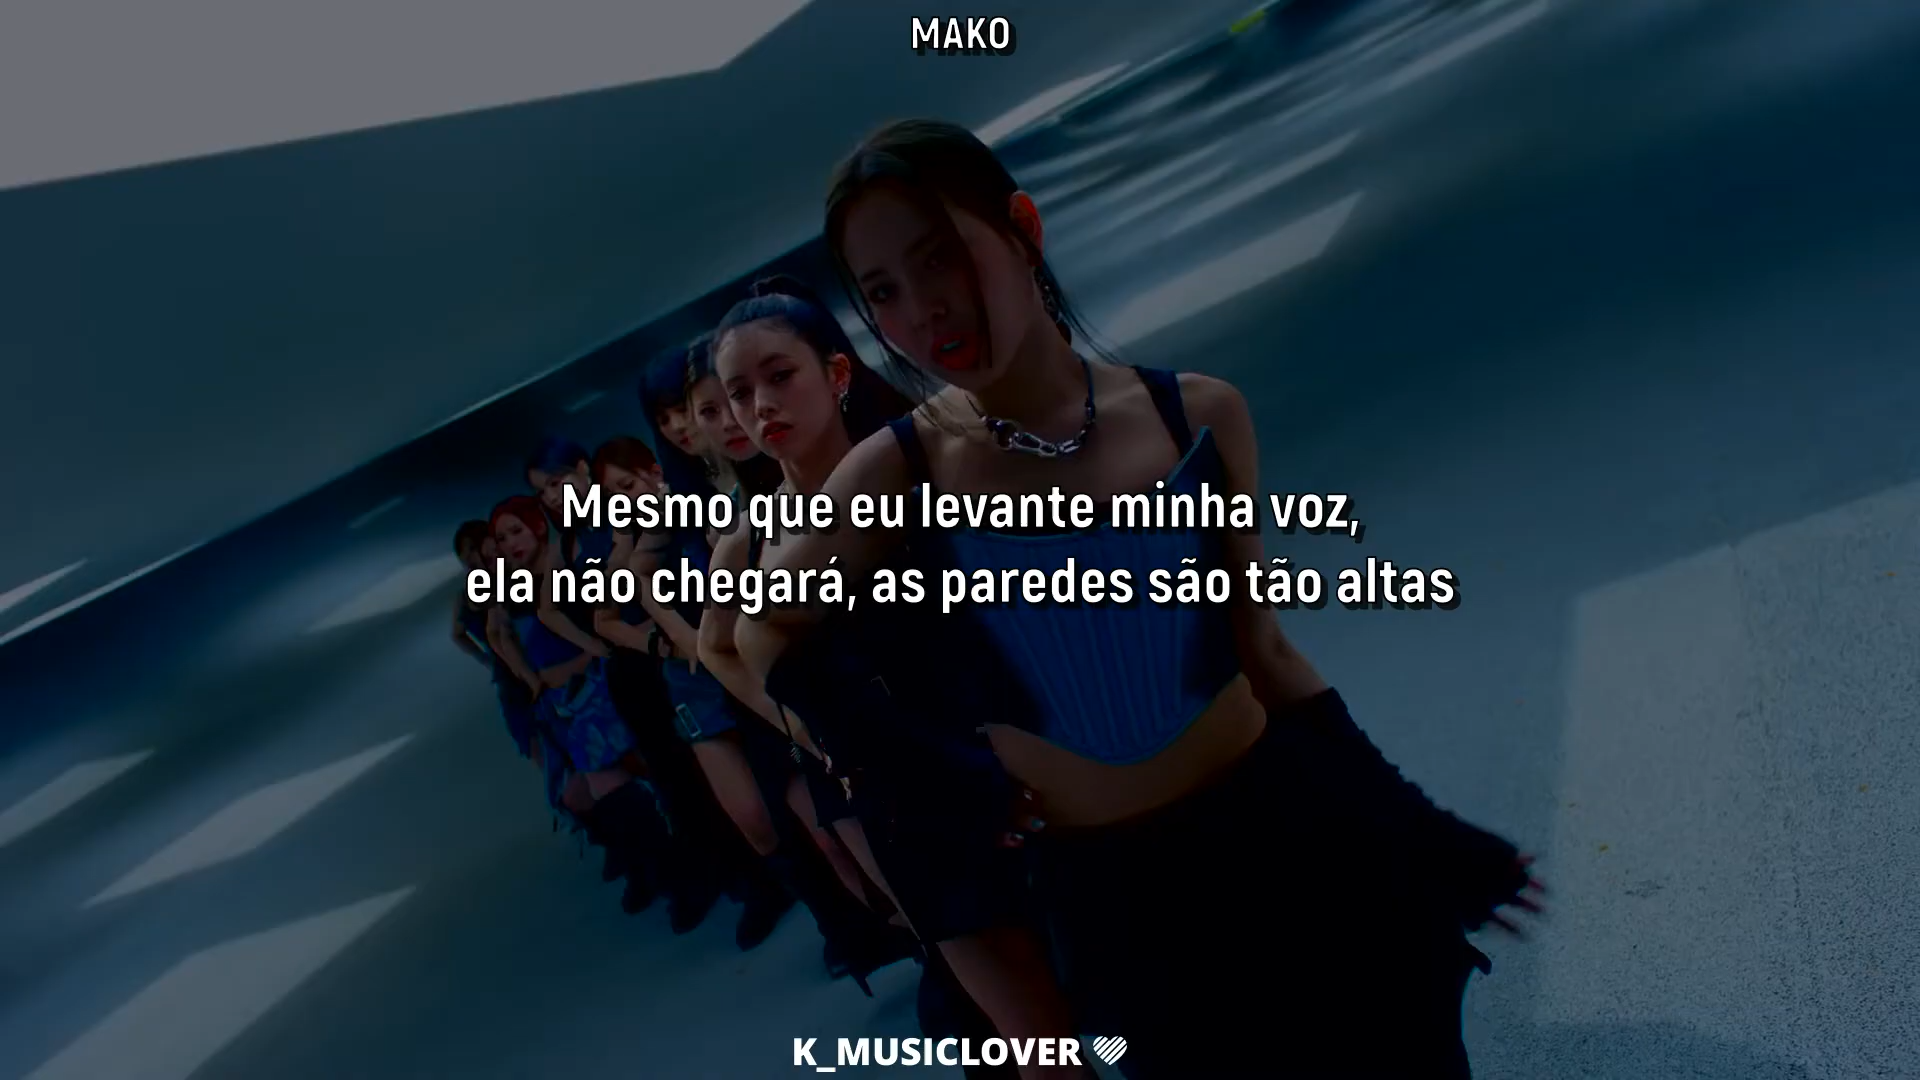 MAKO
Mesmo que eu levante minha voz,
ela não chegará, as paredes são tão altas
K_MUSICLOVER